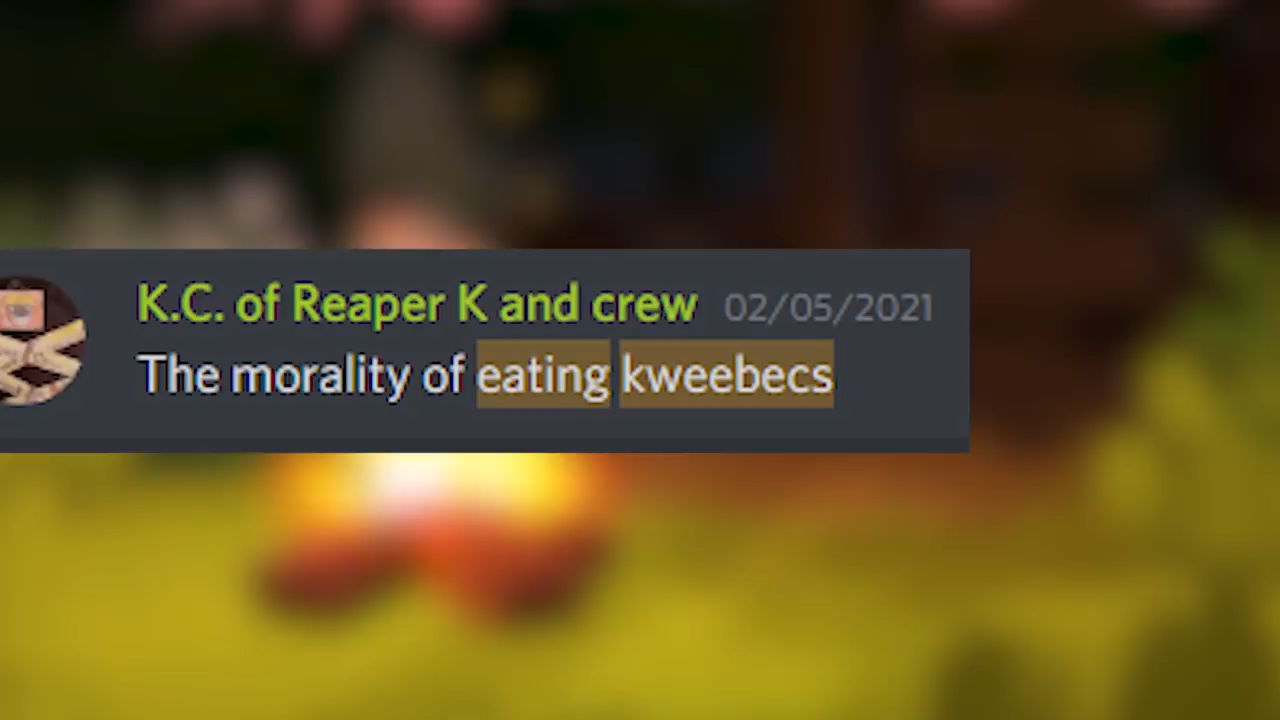 K.C. of Reaper K and crew 02/05/2021
The morality of eating kweebecs